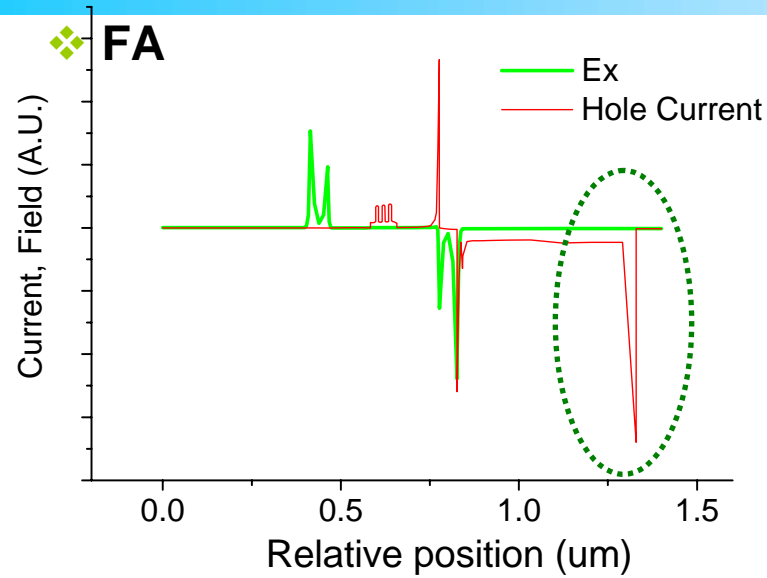 FA
Ex
Hole Current
Current, Field (A.U.)
0.0 0.5 1.0 1.5
Relative position (um)